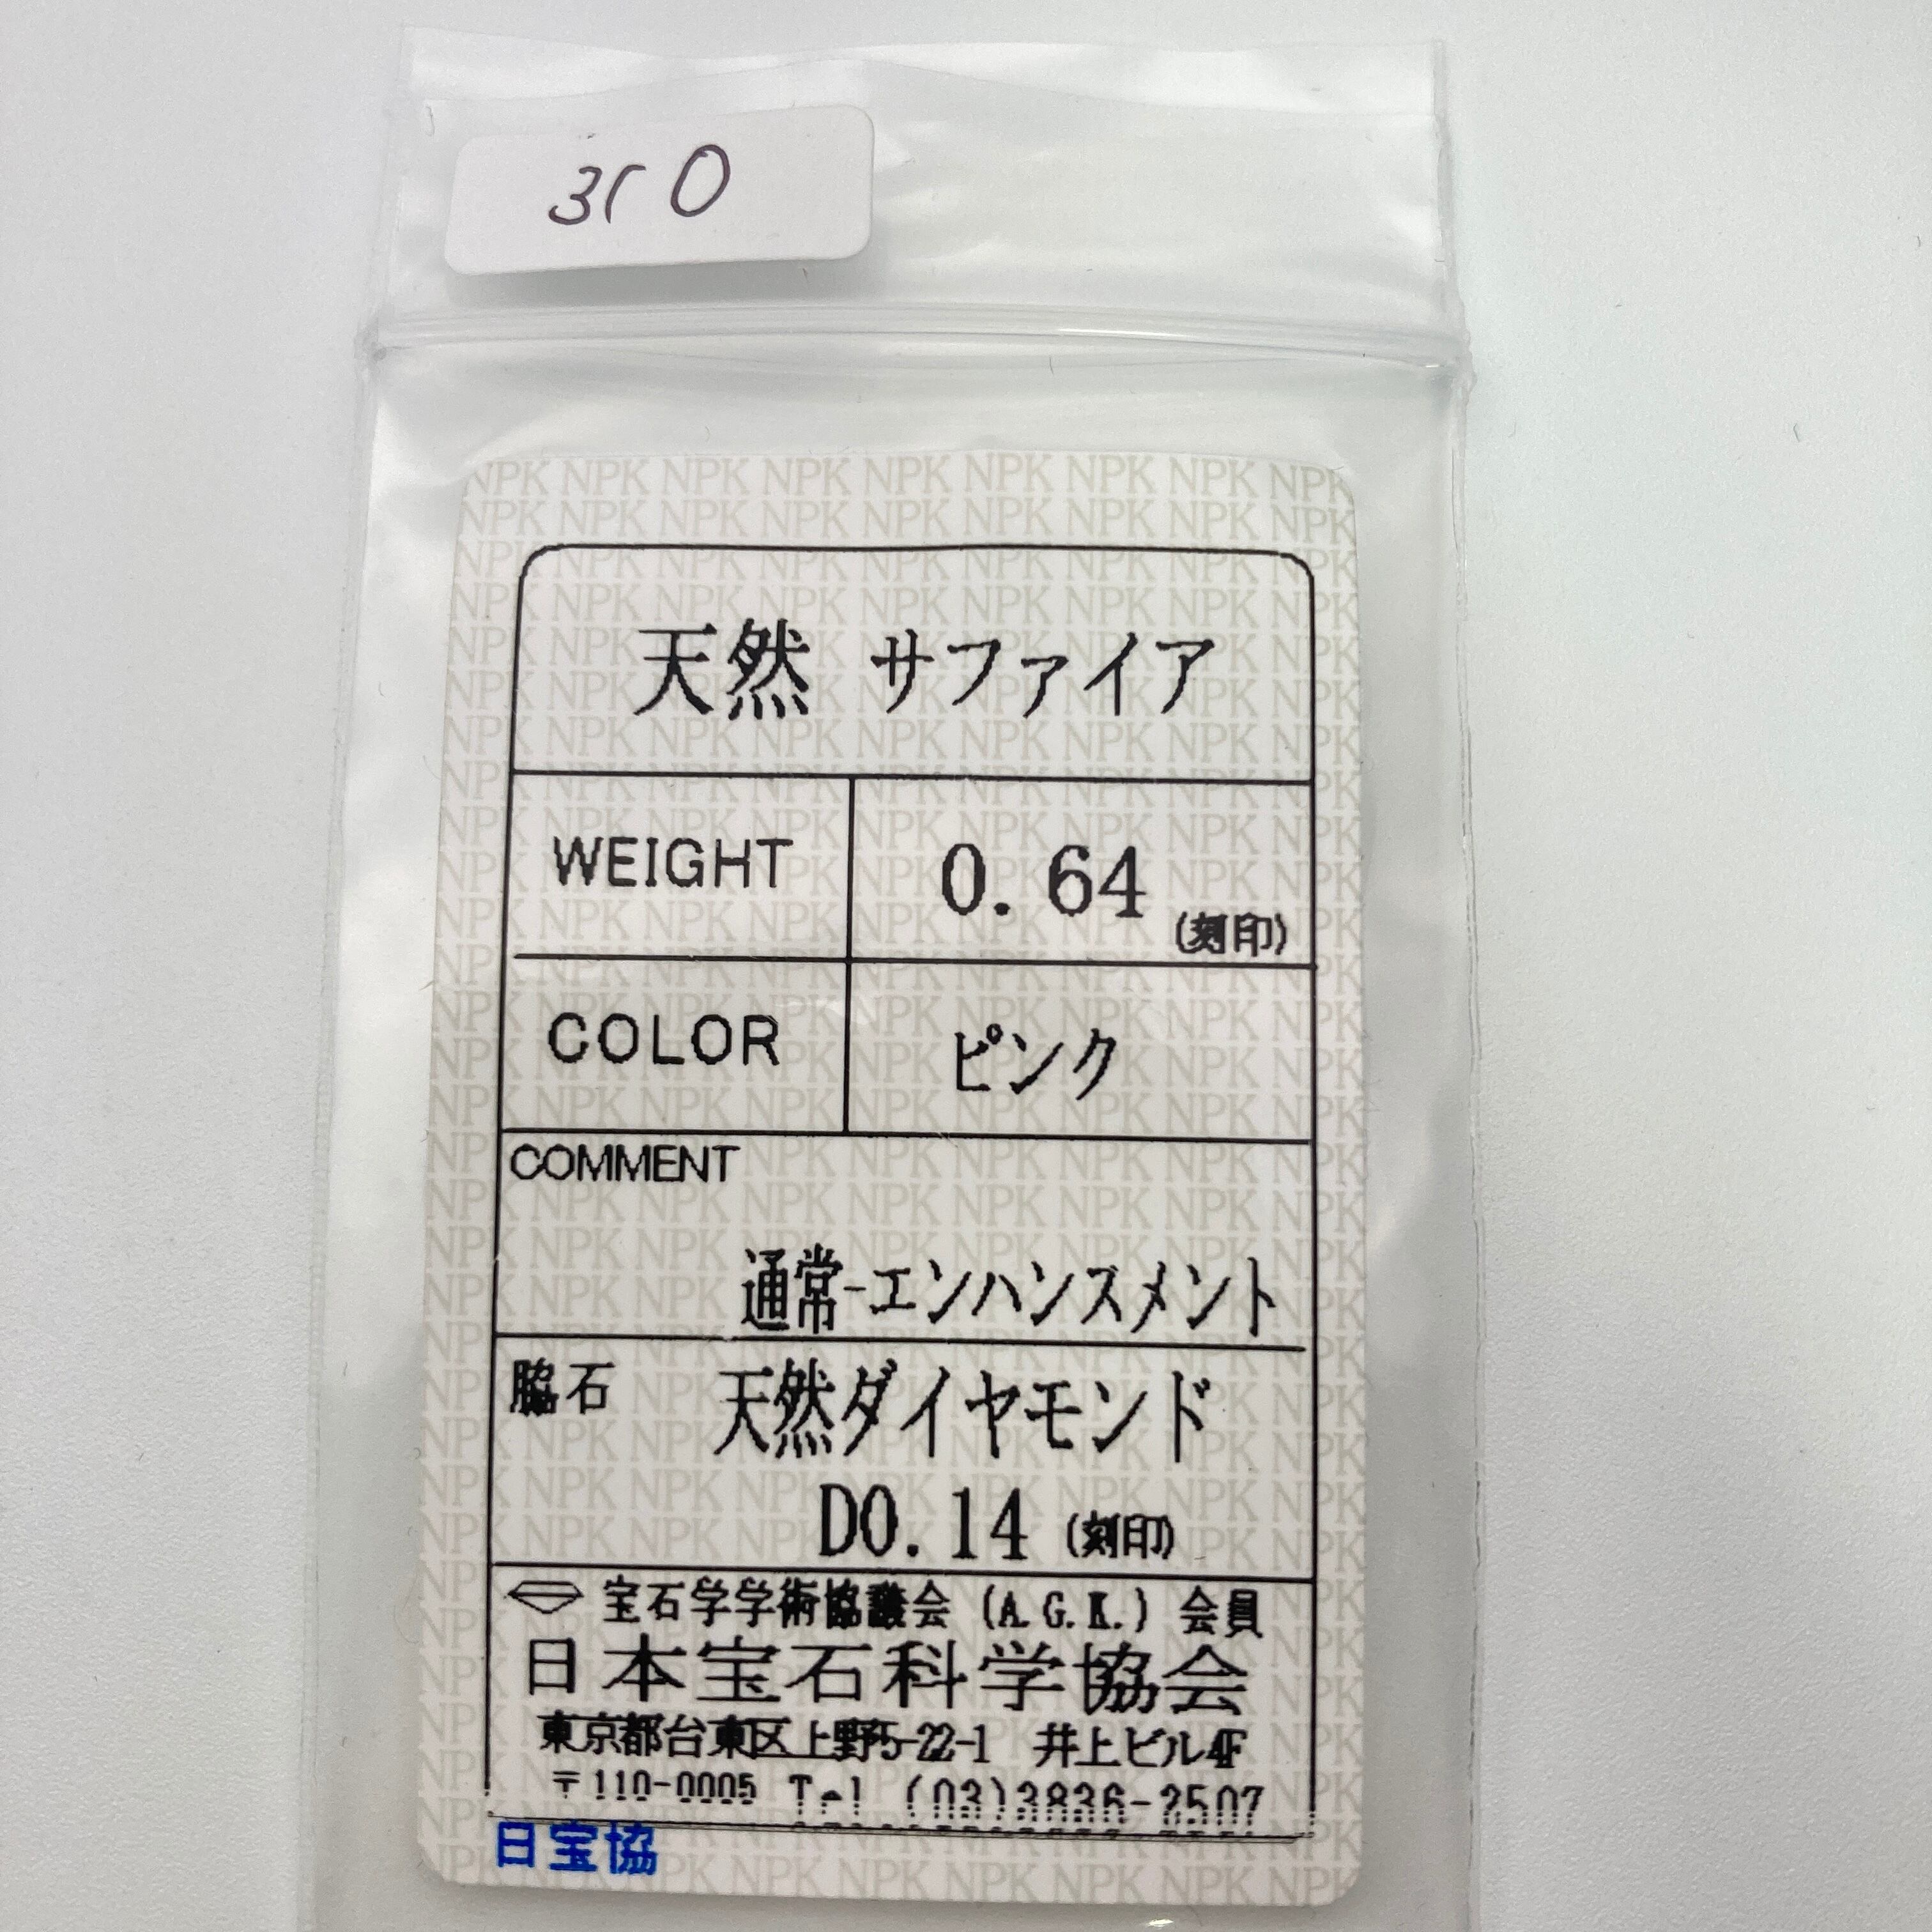 310
天然 サファイア
WEIGHT 0.64 (刻印)
COLOR ピンク
COMMENT
通常-エンハンスメント
脇石 天然ダイヤモンド
D0.14 (刻印)
宝石学学術協議会 (A.G.K.) 会員
日本宝石科学協会
東京都台東区上野5-22-1 井上ビル4F
〒110-0005 Tel (03)3836-2507
日宝協